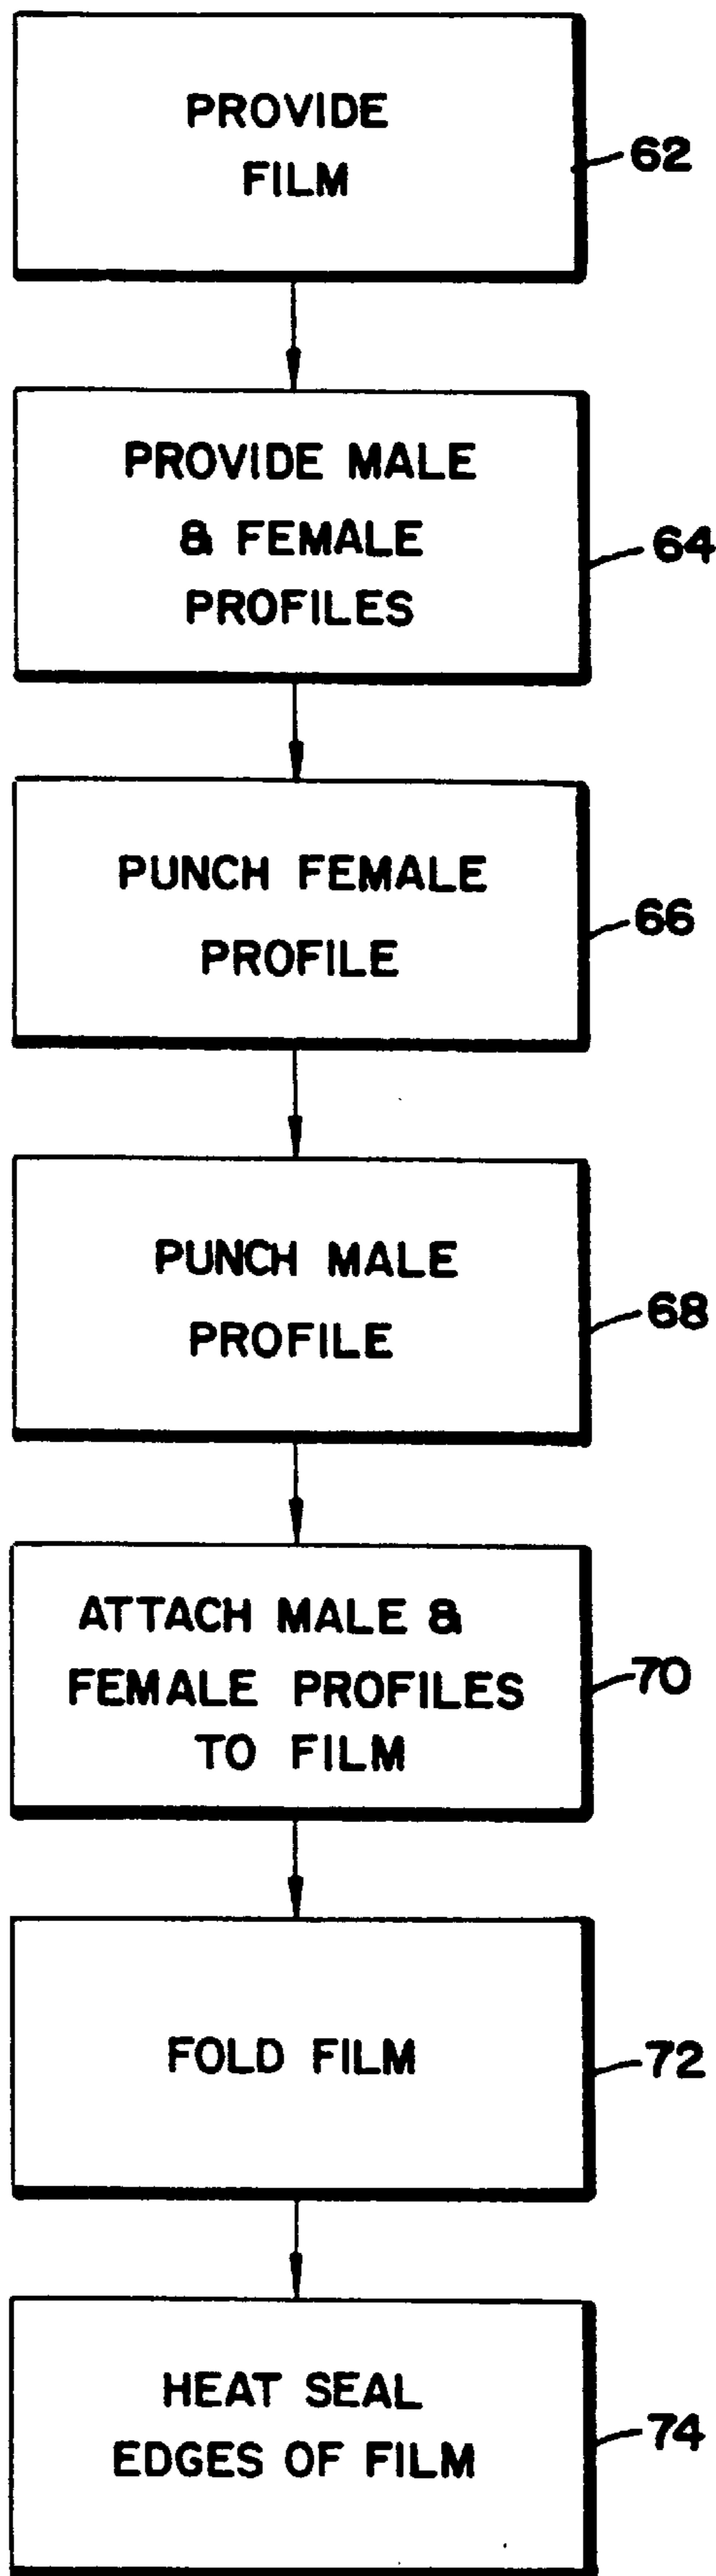 PROVIDE
FILM
62
PROVIDE MALE
& FEMALE
PROFILES
64
PUNCH FEMALE
PROFILE
66
PUNCH MALE
PROFILE
68
ATTACH MALE &
FEMALE PROFILES
TO FILM
70
FOLD FILM
72
HEAT SEAL
EDGES OF FILM
74